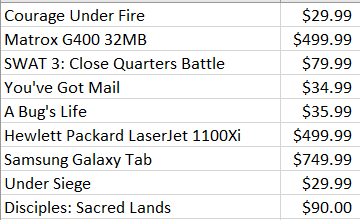 Courage Under Fire $29.99
Matrox G400 32MB $499.99
SWAT 3: Close Quarters Battle $79.99
You've Got Mail $34.99
A Bug's Life $35.99
Hewlett Packard LaserJet 1100Xi $499.99
Samsung Galaxy Tab $749.99
Under Siege $29.99
Disciples: Sacred Lands $90.00